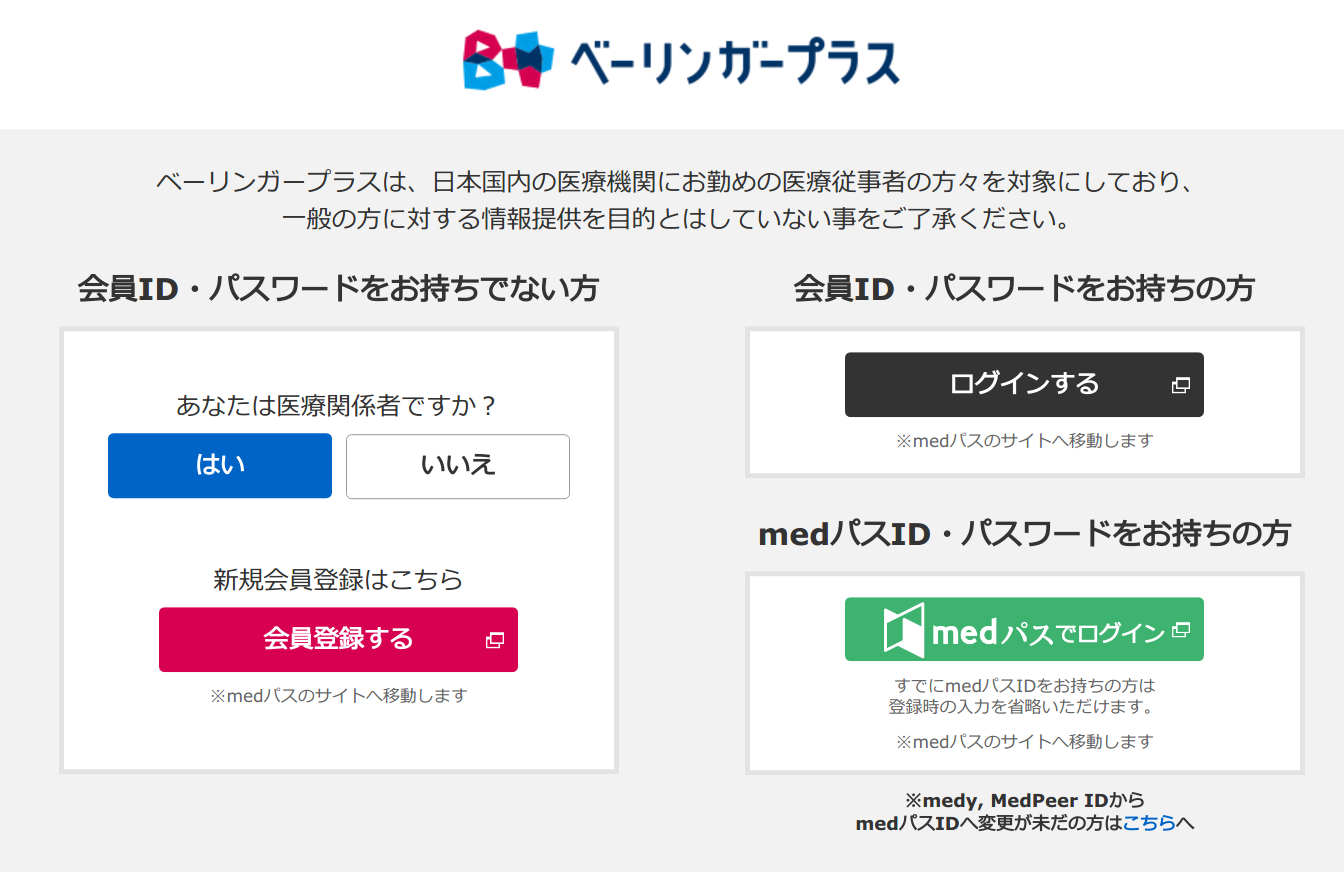 ベーリンガープラス
ベーリンガープラスは、日本国内の医療機関にお勤めの医療従事者の方々を対象にしており、
一般の方に対する情報提供を目的とはしていない事をご了承ください。
会員ID・パスワードをお持ちでない方
あなたは医療関係者ですか？
はい
いいえ
新規会員登録はこちら
会員登録する
※medパスのサイトへ移動します
会員ID・パスワードをお持ちの方
ログインする
※medパスのサイトへ移動します
medパスID・パスワードをお持ちの方
medパスでログイン
すでにmedパスIDをお持ちの方は
登録時の入力を省略いただけます。
※medパスのサイトへ移動します
※medy, MedPeer IDから
medパスIDへ変更が未だの方はこちらへ